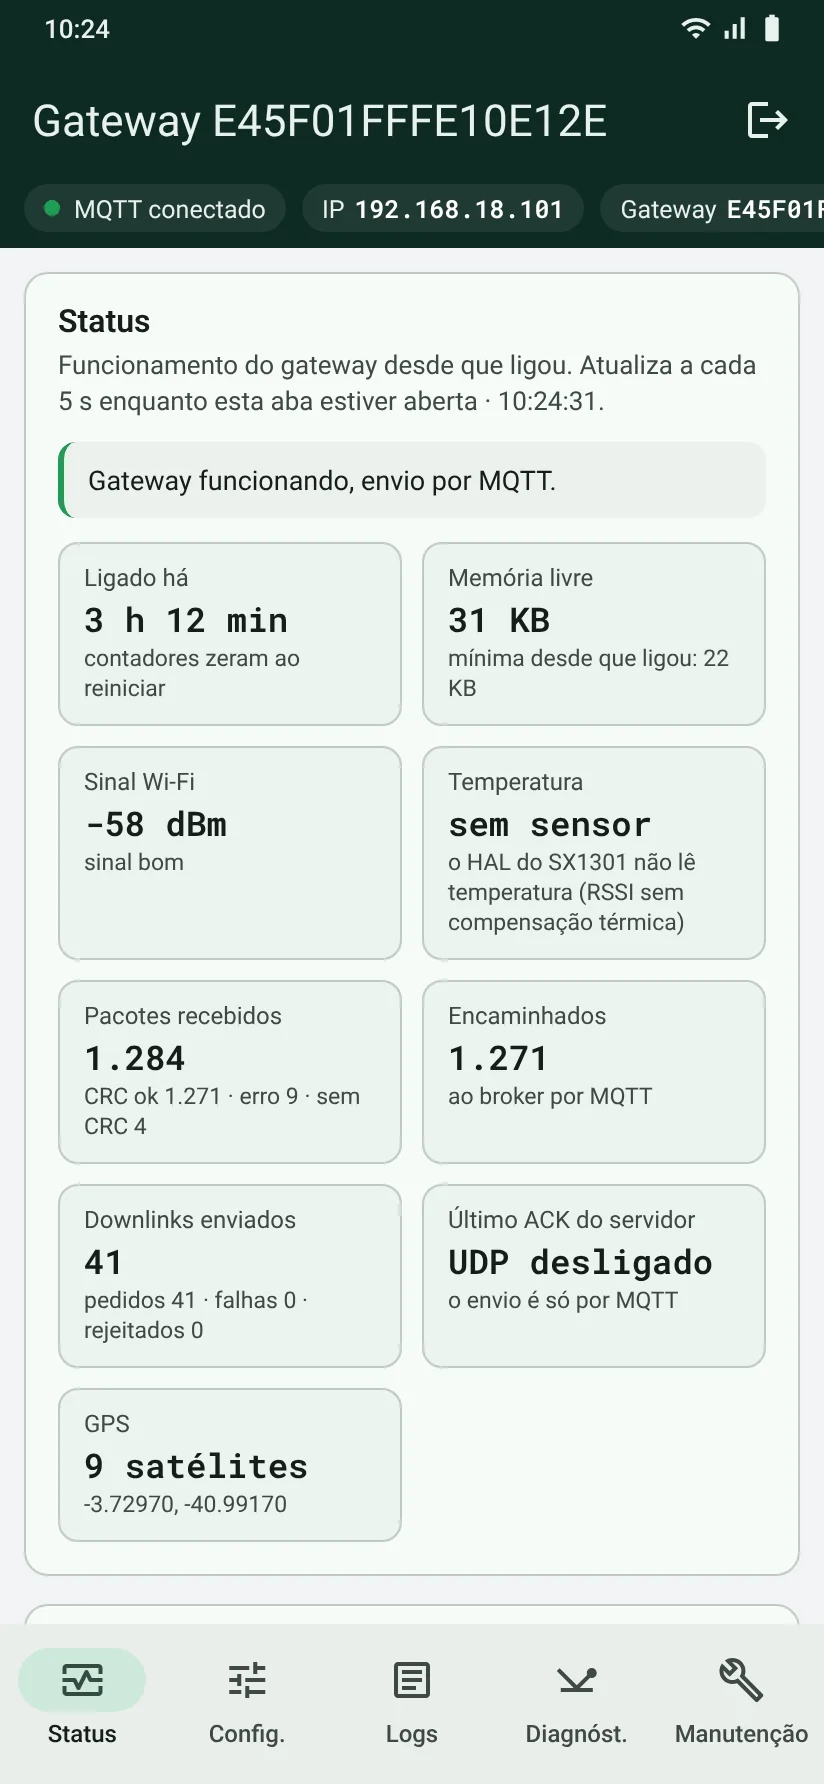 10:24
Gateway E45F01FFFE10E12E
MQTT conectado
IP 192.168.18.101
Gateway E45F01F
Status
Funcionamento do gateway desde que ligou. Atualiza a cada
5 s enquanto esta aba estiver aberta · 10:24:31.
Gateway funcionando, envio por MQTT.
Ligado há
3 h 12 min
contadores zeram ao
reiniciar
Memória livre
31 KB
mínima desde que ligou: 22
KB
Sinal Wi-Fi
-58 dBm
sinal bom
Temperatura
sem sensor
o HAL do SX1301 não lê
temperatura (RSSI sem
compensação térmica)
Pacotes recebidos
1.284
CRC ok 1.271 · erro 9 · sem
CRC 4
Encaminhados
1.271
ao broker por MQTT
Downlinks enviados
41
pedidos 41 · falhas 0 ·
rejeitados 0
Último ACK do servidor
UDP desligado
o envio é só por MQTT
GPS
9 satélites
-3.72970, -40.99170
Status
Config.
Logs
Diagnóst.
Manutenção